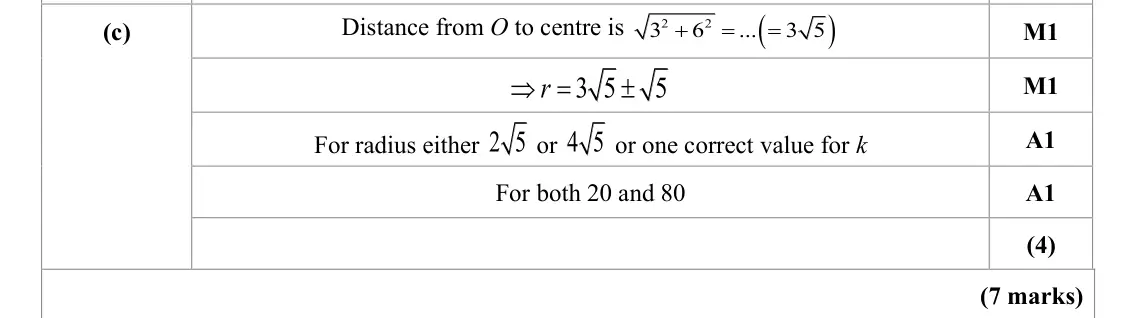 (c) Distance from O to centre is √(3² + 6²) = ...(= 3√5) M1
⇒ r = 3√5 ± √5 M1
For radius either 2√5 or 4√5 or one correct value for k A1
For both 20 and 80 A1
(4)
(7 marks)